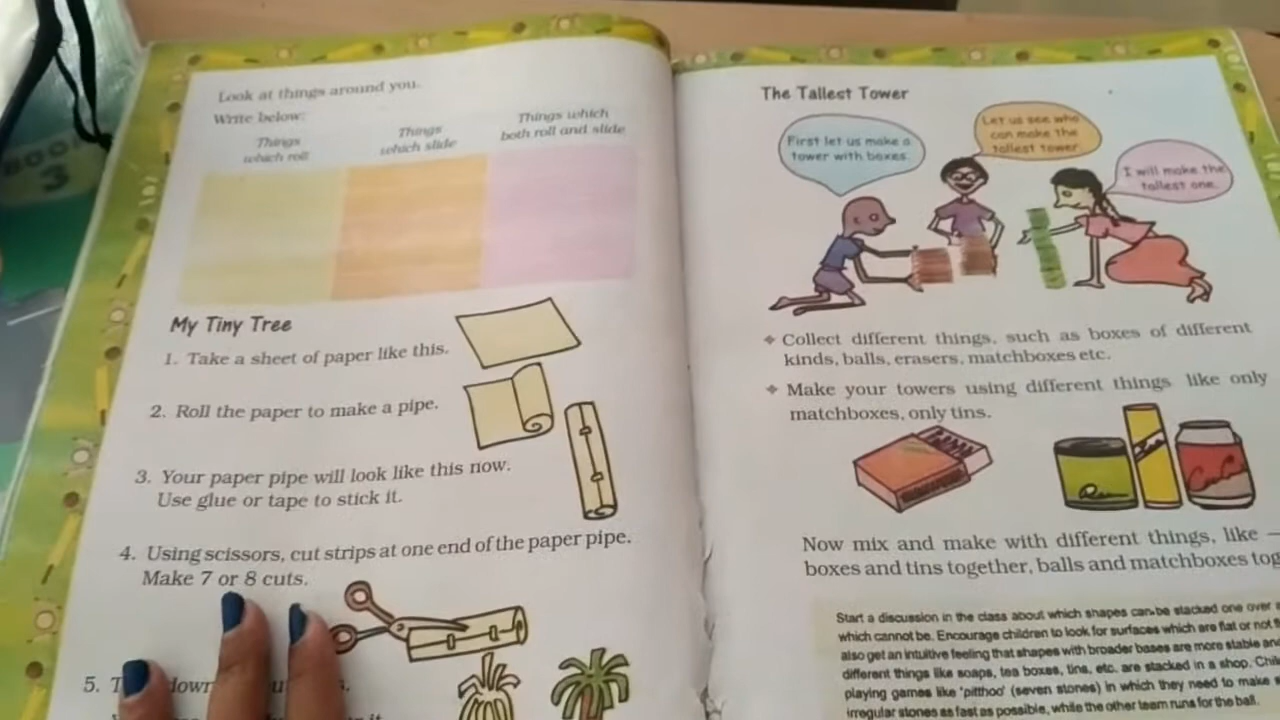 BOOK
3
Look at things around you.
Write below:
Things
which roll
Things
which slide
Things which
both roll and slide
My Tiny Tree
1. Take a sheet of paper like this.
2. Roll the paper to make a pipe.
3. Your paper pipe will look like this now.
Use glue or tape to stick it.
4. Using scissors, cut strips at one end of the paper pipe.
Make 7 or 8 cuts.
5.
down
The Tallest Tower
First let us make a
tower with boxes.
Let us see who
can make the
tallest tower.
I will make the
tallest one.
❖ Collect different things, such as boxes of different
kinds, balls, erasers, matchboxes etc.
❖ Make your towers using different things like only
matchboxes, only tins.
Now mix and make with different things, like —
boxes and tins together, balls and matchboxes tog
Start a discussion in the class about which shapes can be stacked one over
which cannot be. Encourage children to look for surfaces which are flat or not
also get an intuitive feeling that shapes with broader bases are more stable and
different things like soaps, tea boxes, tins, etc. are stacked in a shop. Chil
playing games like 'pitthoo' (seven stones) in which they need to make
irregular stones as fast as possible, while the other team runs for the ball.